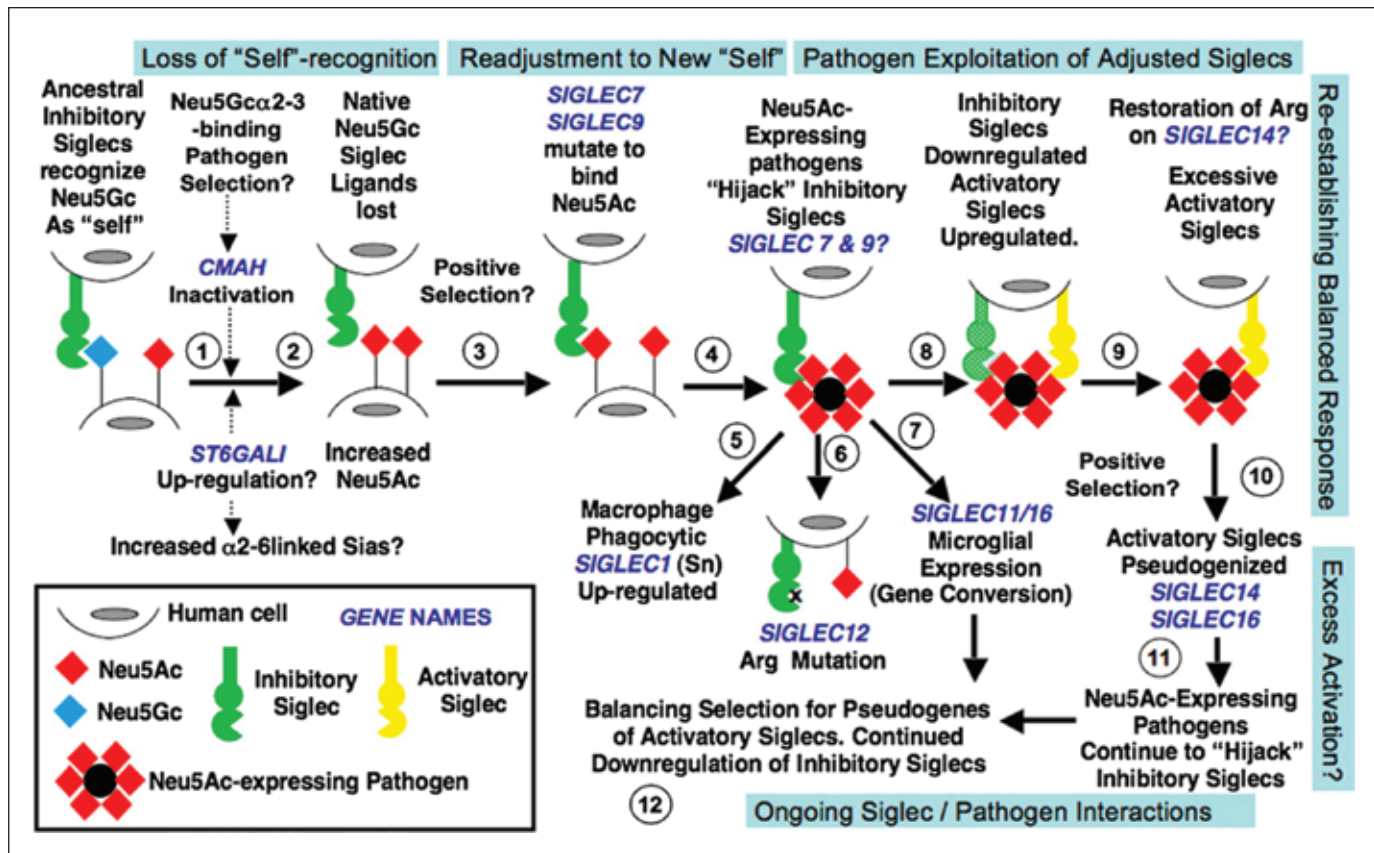 Loss of "Self"-recognition
Readjustment to New "Self"
Pathogen Exploitation of Adjusted Siglecs
Ancestral
Inhibitory
Siglecs
recognize
Neu5Gc
As "self"
Neu5Gcα2-3
-binding
Pathogen
Selection?
CMAH
Inactivation
1
2
ST6GALI
Up-regulation?
Increased α2-6linked Sias?
Native
Neu5Gc
Siglec
Ligands
lost
Increased
Neu5Ac
Positive
Selection?
3
SIGLEC7
SIGLEC9
mutate to
bind
Neu5Ac
4
Neu5Ac-
Expressing
pathogens
"Hijack" Inhibitory
Siglecs
SIGLEC 7 & 9?
5
6
7
8
Inhibitory
Siglecs
Downregulated
Activatory
Siglecs
Upregulated.
9
Restoration of Arg
on SIGLEC14?
Excessive
Activatory
Siglecs
Re-establishing Balanced Response
Macrophage
Phagocytic
SIGLEC1 (Sn)
Up-regulated
x
SIGLEC12
Arg Mutation
SIGLEC11/16
Microglial
Expression
(Gene Conversion)
Positive
Selection?
10
Activatory Siglecs
Pseudogenized
SIGLEC14
SIGLEC16
11
Neu5Ac-Expressing
Pathogens
Continue to "Hijack"
Inhibitory Siglecs
Excess Activation?
Balancing Selection for Pseudogenes
of Activatory Siglecs. Continued
Downregulation of Inhibitory Siglecs
12
Ongoing Siglec / Pathogen Interactions
Human cell
GENE NAMES
Neu5Ac
Neu5Gc
Inhibitory
Siglec
Activatory
Siglec
Neu5Ac-expressing Pathogen